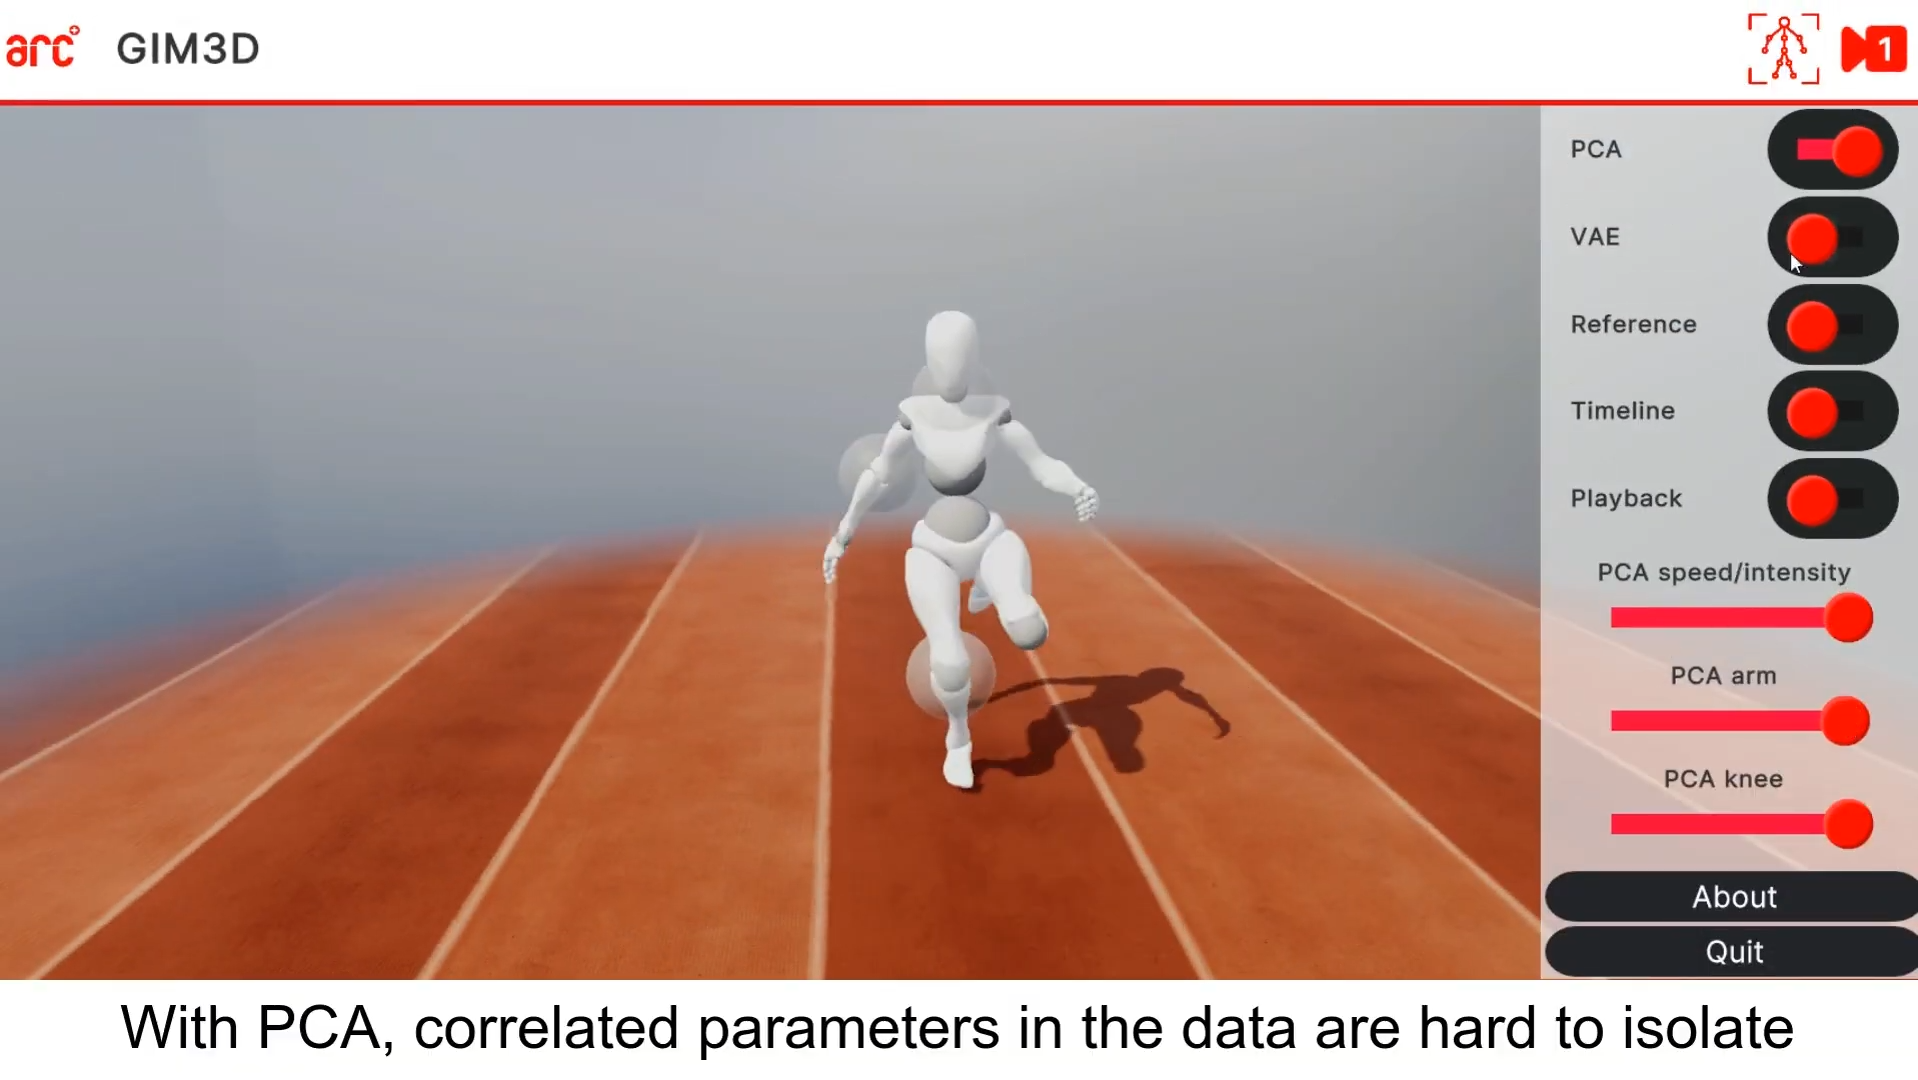 arc+ GIM3D
1
PCA
VAE
Reference
Timeline
Playback
PCA speed/intensity
PCA arm
PCA knee
About
Quit
With PCA, correlated parameters in the data are hard to isolate